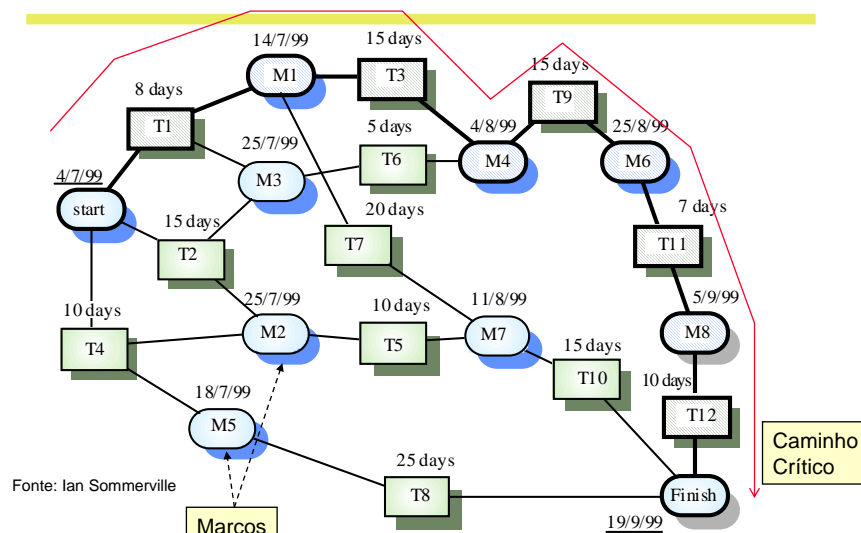 14/7/99
15 days
M1
T3
15 days
8 days
T9
T1
25/7/99
5 days
4/8/99
25/8/99
M3
T6
M4
M6
4/7/99
start
15 days
20 days
7 days
T2
T7
T11
10 days
25/7/99
10 days
11/8/99
5/9/99
T4
M2
T5
M7
15 days
M8
18/7/99
T10
10 days
M5
T12
25 days
Caminho
Crítico
Fonte: Ian Sommerville
T8
Finish
Marcos
19/9/99